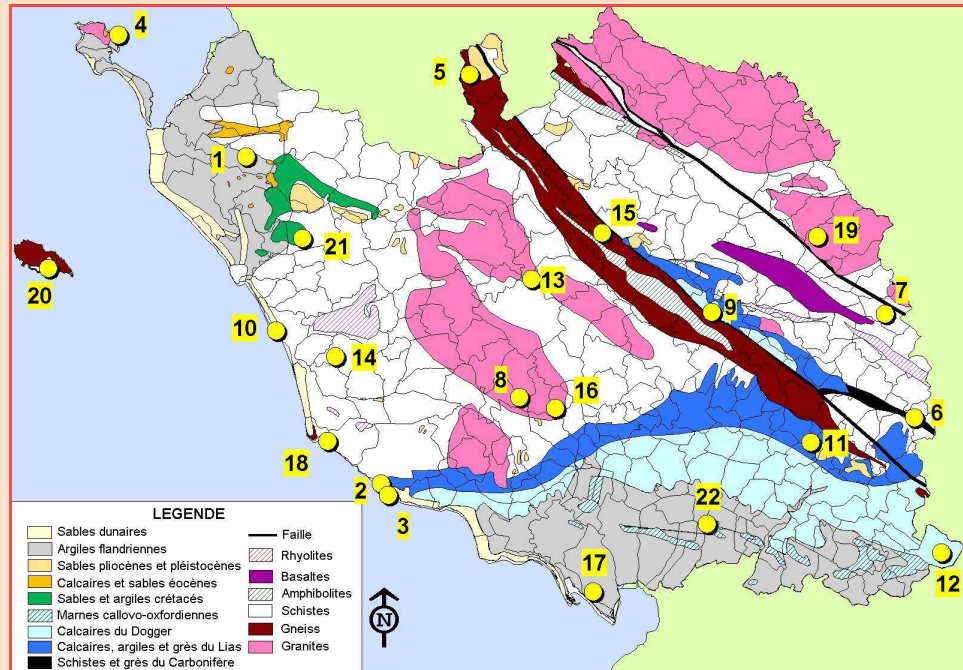 4
5
1
15
19
21
20
13
7
9
10
14
8
16
6
11
18
2
3
22
17
12
LEGENDE
Sables dunaires
Argiles flandriennes
Sables pliocènes et pléistocènes
Calcaires et sables éocènes
Sables et argiles crétacés
Marnes callovo-oxfordiennes
Calcaires du Dogger
Calcaires, argiles et grès du Lias
Schistes et grès du Carbonifère
Faille
Rhyolites
Basaltes
Amphibolites
Schistes
Gneiss
Granites
N